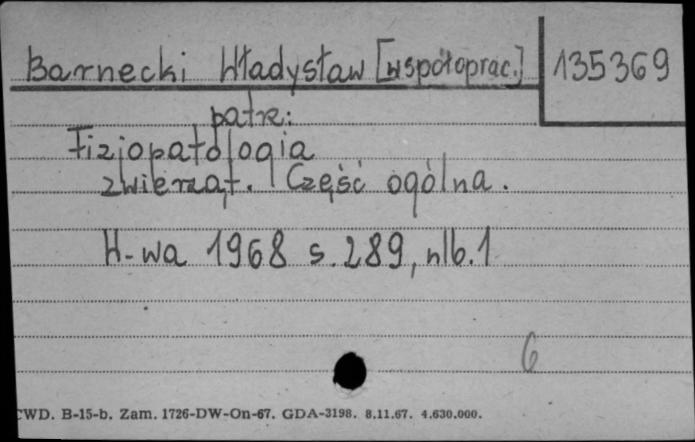 Barnecki Władysław [współoprac.] 135369
patrz:
Fizjopatologia
zwierząt. Część ogólna.
W-wa 1968 s. 289, nlb. 1
6
CWD. B-15-b. Zam. 1726-DW-On-67. GDA-3198. 8.11.67. 4.630.000.